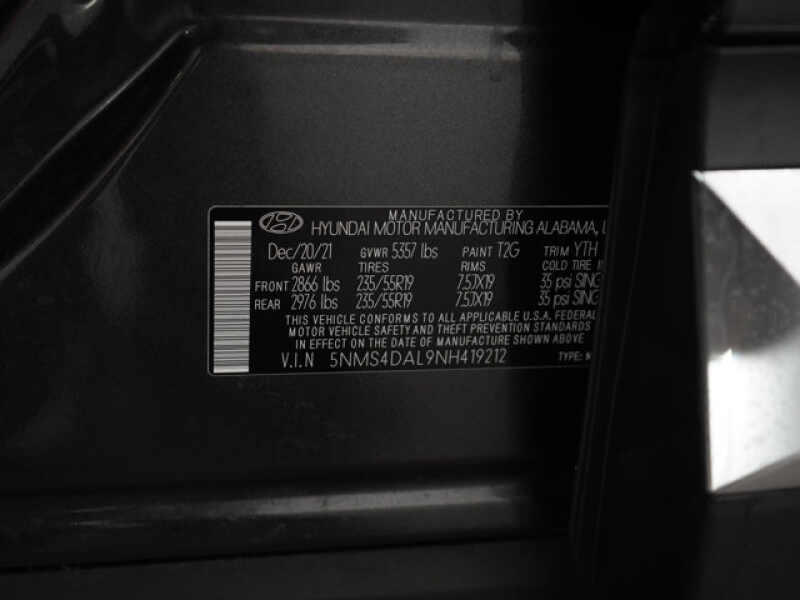 MANUFACTURED BY
HYUNDAI MOTOR MANUFACTURING ALABAMA, L
Dec/20/21 GVWR 5357 lbs PAINT T2G TRIM YTH
GAWR TIRES RIMS COLD TIRE
FRONT 2866 lbs 235/55R19 7.5JX19 35 psi SING
REAR 2976 lbs 235/55R19 7.5JX19 35 psi SING
THIS VEHICLE CONFORMS TO ALL APPLICABLE U.S.A. FEDERAL
MOTOR VEHICLE SAFETY AND THEFT PREVENTION STANDARDS
IN EFFECT ON THE DATE OF MANUFACTURE SHOWN ABOVE.
V.I.N 5NMS4DAL9NH419212 TYPE: